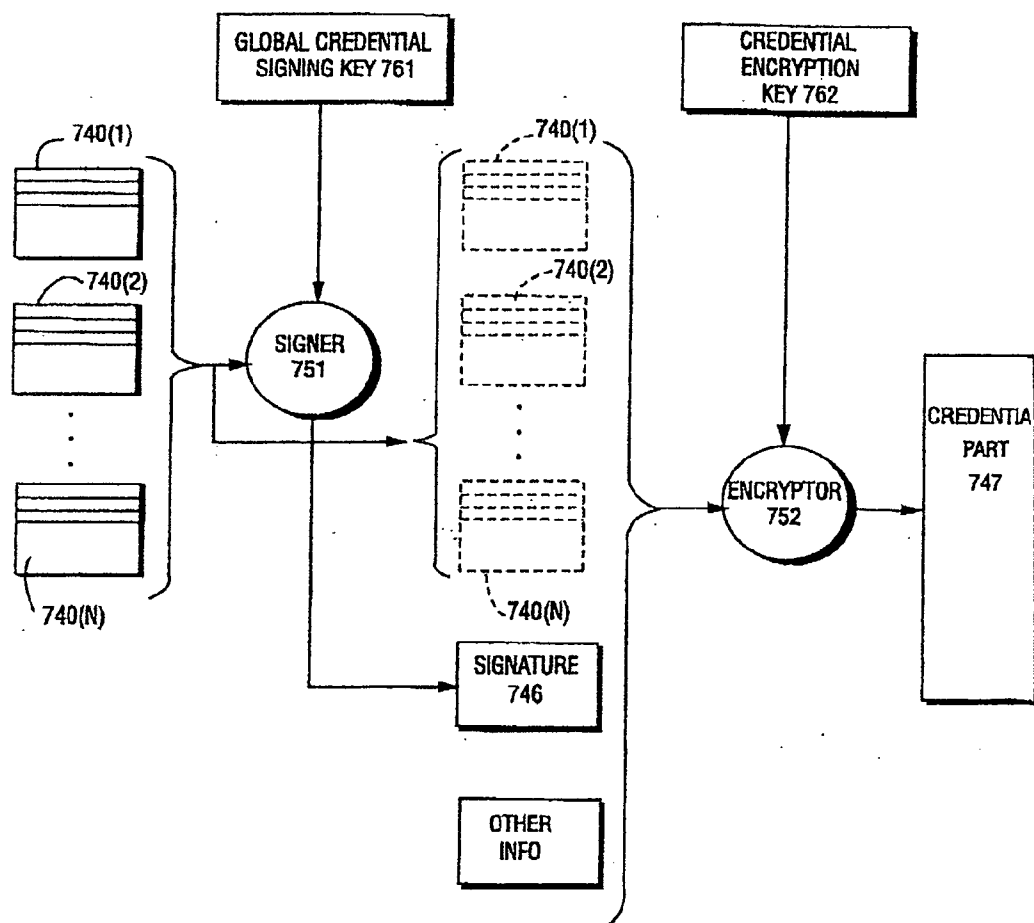 GLOBAL CREDENTIAL
SIGNING KEY 761
CREDENTIAL
ENCRYPTION
KEY 762
740(1)
740(1)
740(2)
740(2)
SIGNER
751
CREDENTIA
PART
747
ENCRYPTOR
752
740(N)
740(N)
SIGNATURE
746
OTHER
INFO